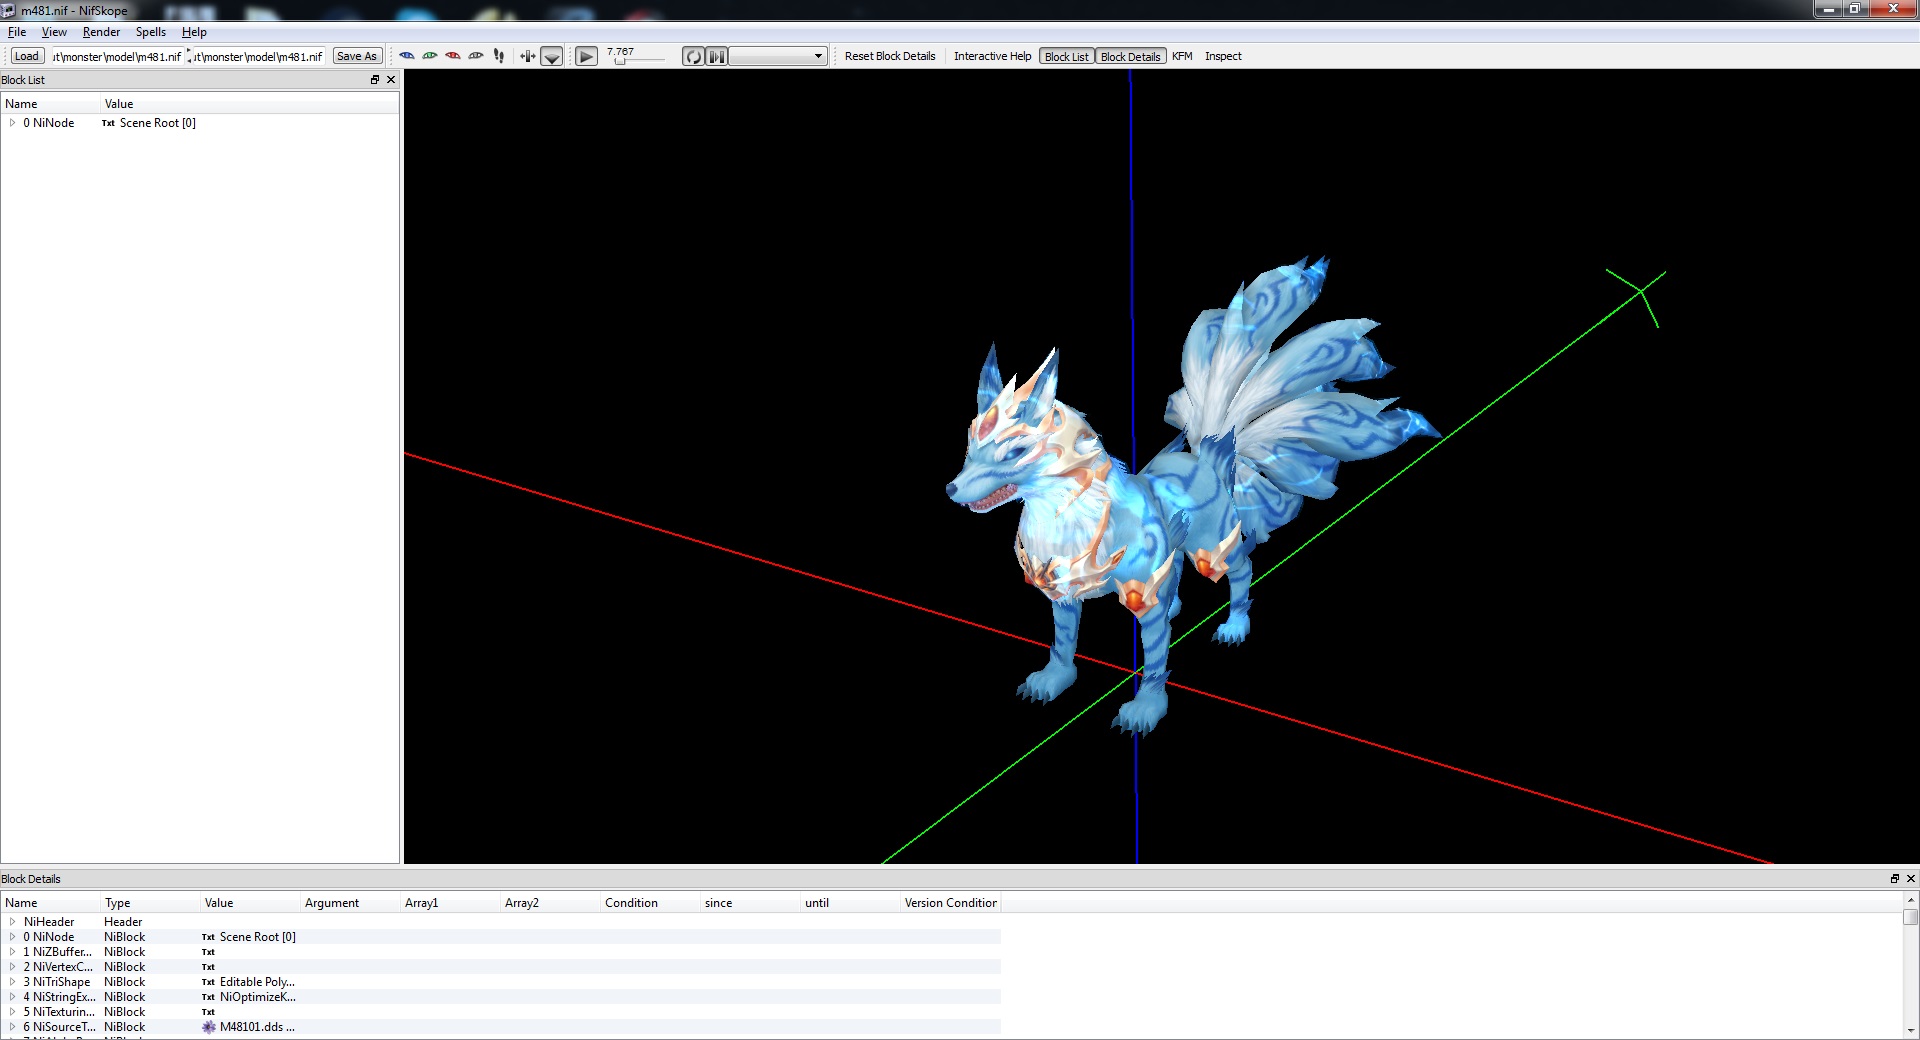 m481.nif - NifSkope
File View Render Spells Help
Load ut\monster\model\m481.nif ut\monster\model\m481.nif Save As 7.767 Reset Block Details Interactive Help Block List Block Details KFM Inspect
Block List
Name Value
0 NiNode Txt Scene Root [0]
Block Details
Name Type Value Argument Array1 Array2 Condition since until Version Condition
NiHeader Header
0 NiNode NiBlock Txt Scene Root [0]
1 NiZBuffer... NiBlock Txt
2 NiVertexC... NiBlock Txt
3 NiTriShape NiBlock Txt Editable Poly...
4 NiStringEx... NiBlock Txt NiOptimizeK...
5 NiTexturin... NiBlock Txt
6 NiSourceT... NiBlock M48101.dds ...